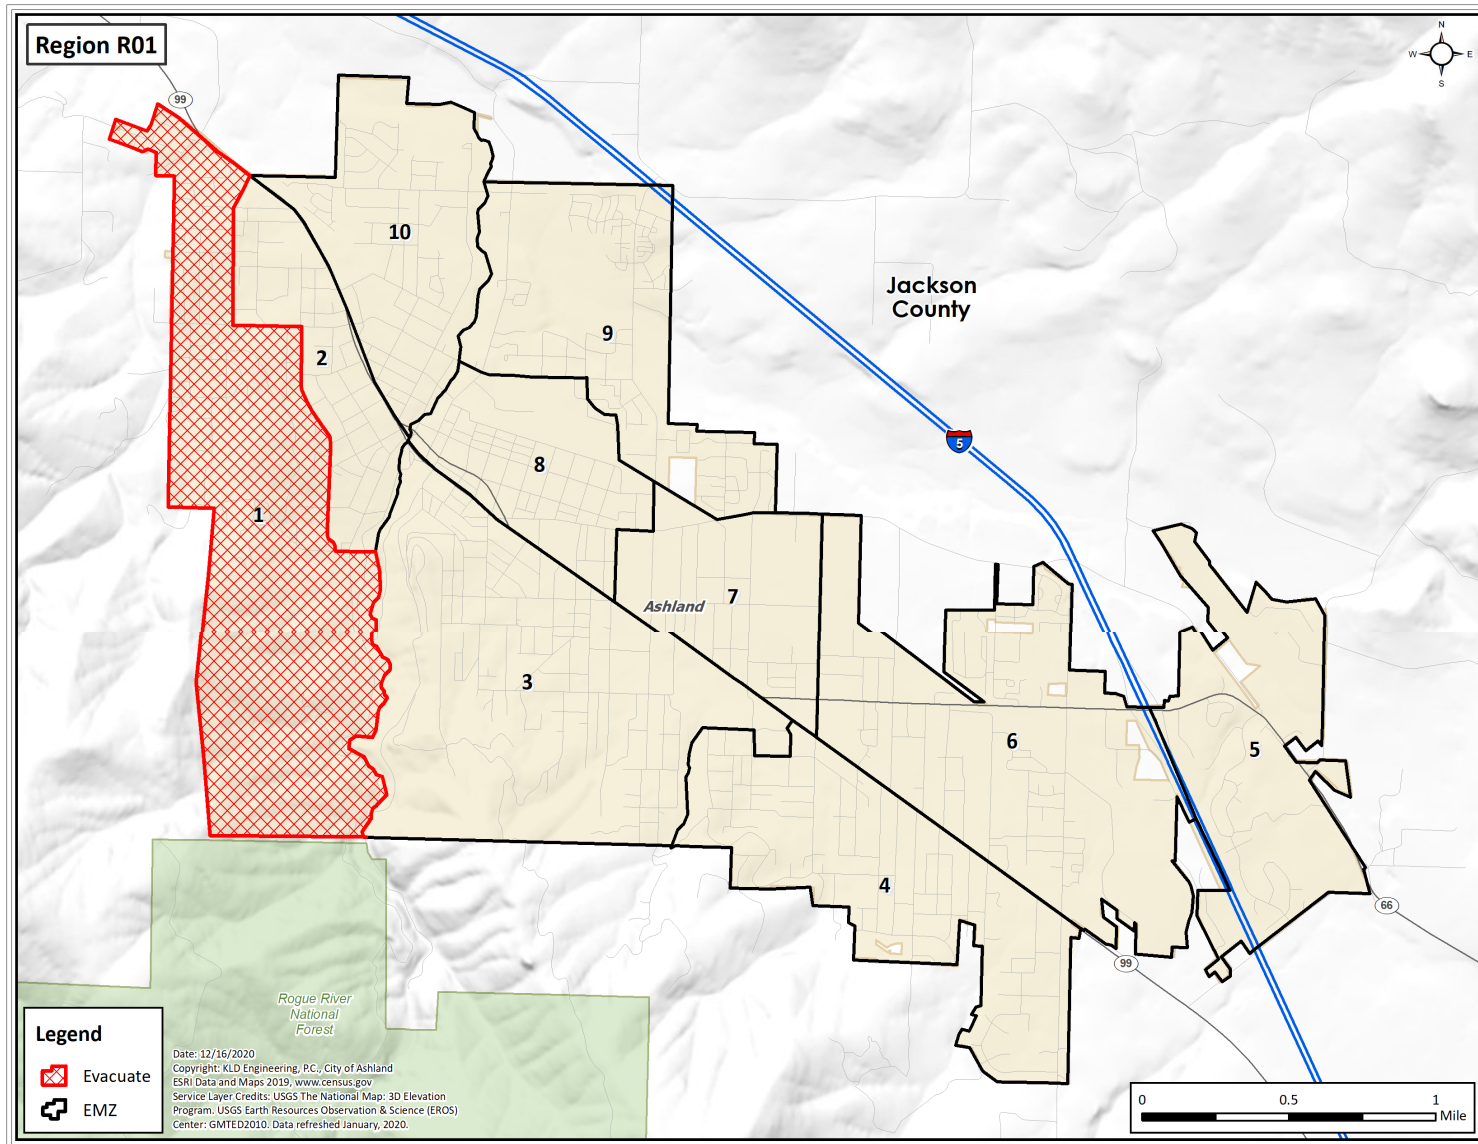 Region R01
N
W
E
S
99
10
Jackson
County
9
2
5
8
1
7
Ashland
3
6
5
4
66
99
Rogue River
National
Forest
Legend
Evacuate
EMZ
Date: 12/16/2020
Copyright: KLD Engineering, P.C., City of Ashland
ESRI Data and Maps 2019, www.census.gov
Service Layer Credits: USGS The National Map: 3D Elevation
Program. USGS Earth Resources Observation & Science (EROS)
Center: GMTED2010. Data refreshed January, 2020.
0 0.5 1
Mile